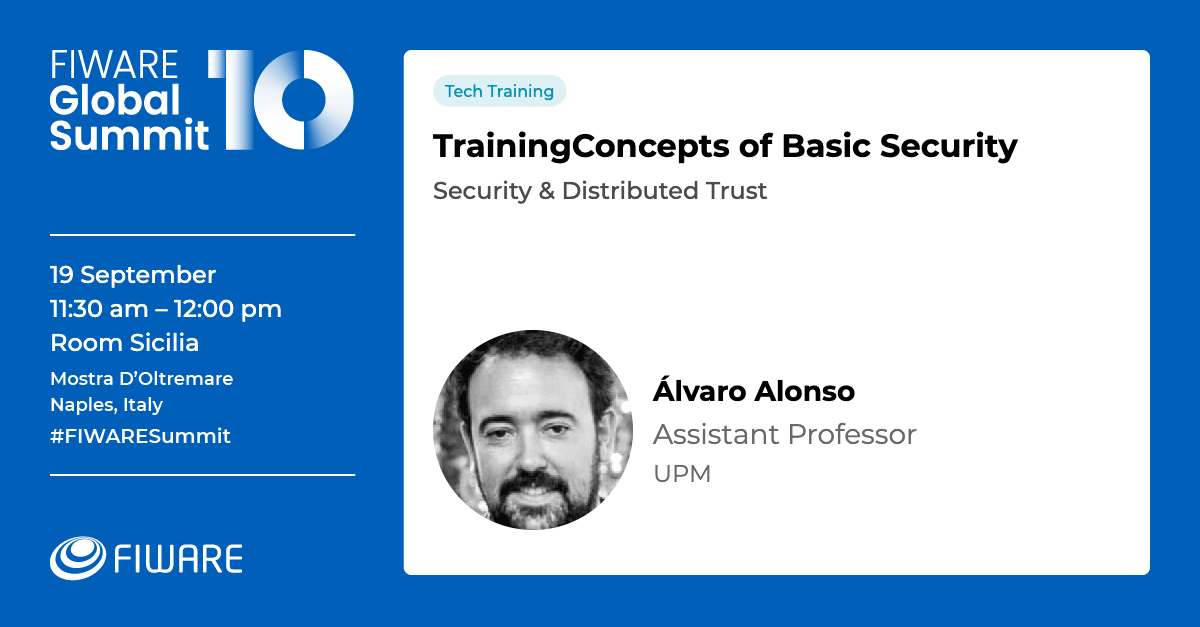 FIWARE
Global
Summit
10
19 September
11:30 am – 12:00 pm
Room Sicilia
Mostra D’Oltremare
Naples, Italy
#FIWARESummit
FIWARE
Tech Training
TrainingConcepts of Basic Security
Security & Distributed Trust
Álvaro Alonso
Assistant Professor
UPM